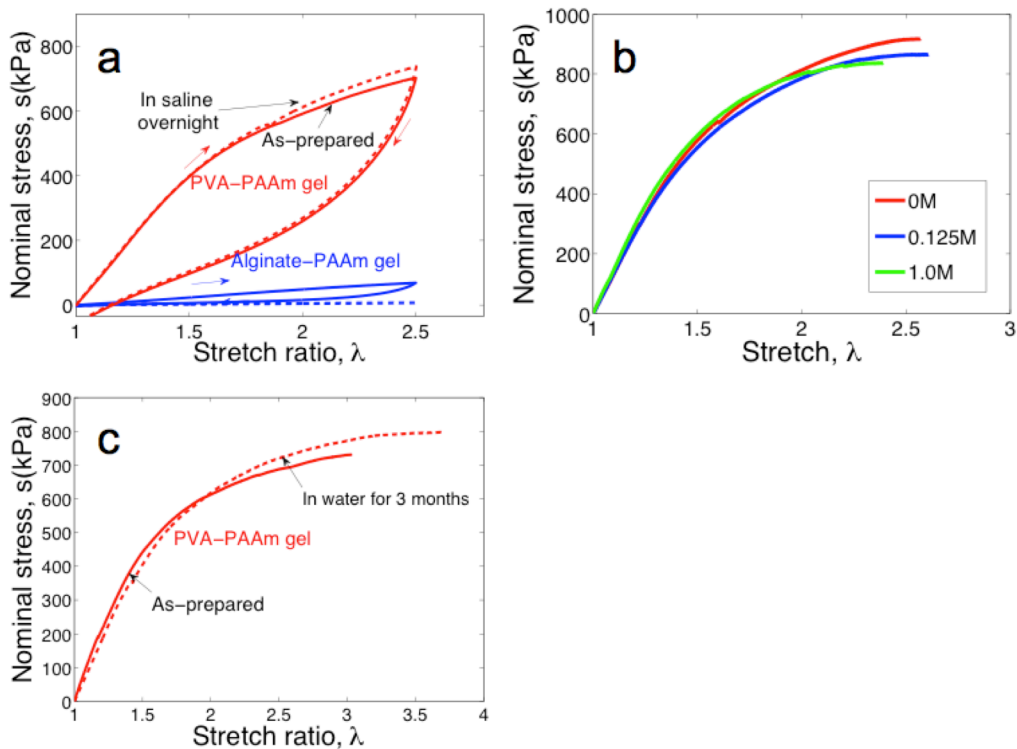 a
900
800
600
400
200
0
Nominal stress, s(kPa)
In saline
overnight
As-prepared
PVA-PAAm gel
Alginate-PAAm gel
1
1.5
2
2.5
Stretch ratio, λ
b
1000
800
600
400
200
0
Nominal stress, s(kPa)
0M
0.125M
1.0M
1
1.5
2
2.5
3
Stretch, λ
c
900
800
700
600
500
400
300
200
100
0
Nominal stress, s(kPa)
In water for 3 months
PVA-PAAm gel
As-prepared
1
1.5
2
2.5
3
3.5
4
Stretch ratio, λ